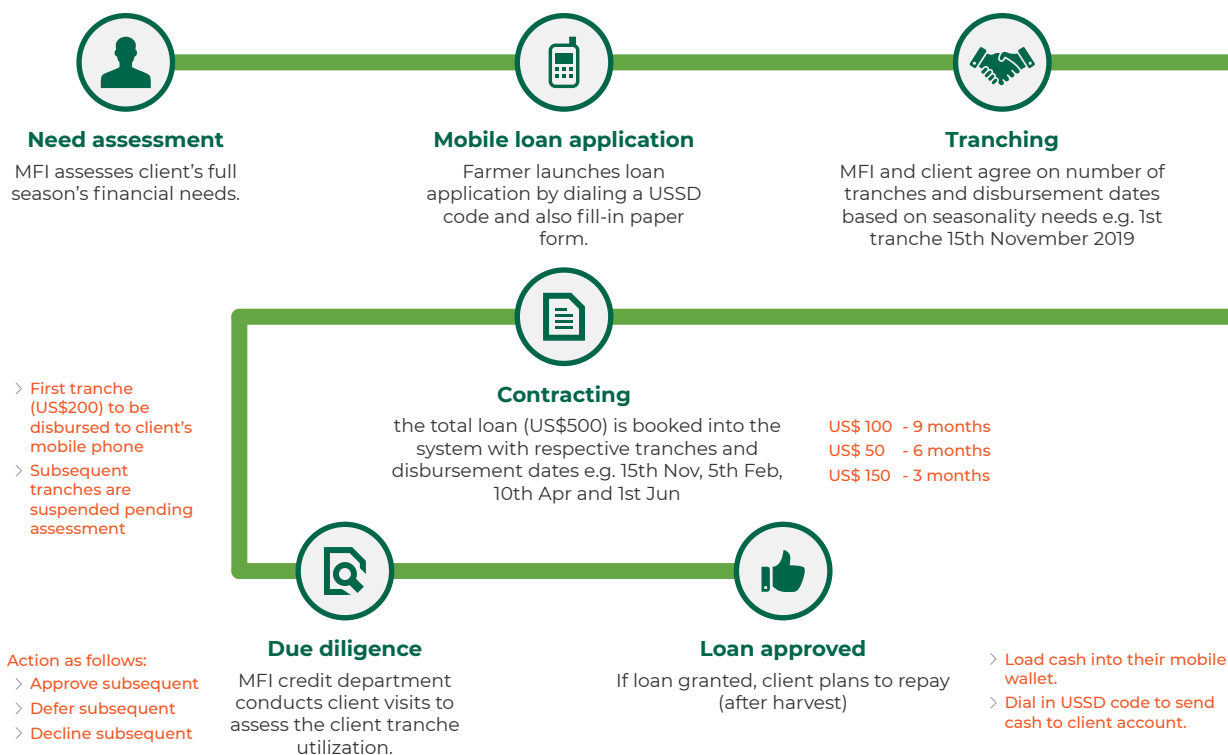 Need assessment
MFI assesses client’s full
season’s financial needs.
Mobile loan application
Farmer launches loan
application by dialing a USSD
code and also fill-in paper
form.
Tranching
MFI and client agree on number of
tranches and disbursement dates
based on seasonality needs e.g. 1st
tranche 15th November 2019
Contracting
the total loan (US$500) is booked into the
system with respective tranches and
disbursement dates e.g. 15th Nov, 5th Feb,
10th Apr and 1st Jun
US$ 100 - 9 months
US$ 50 - 6 months
US$ 150 - 3 months
> First tranche
(US$200) to be
disbursed to client’s
mobile phone
> Subsequent
tranches are
suspended pending
assessment
Due diligence
MFI credit department
conducts client visits to
assess the client tranche
utilization.
Action as follows:
> Approve subsequent
> Defer subsequent
> Decline subsequent
Loan approved
If loan granted, client plans to repay
(after harvest)
> Load cash into their mobile
wallet.
> Dial in USSD code to send
cash to client account.